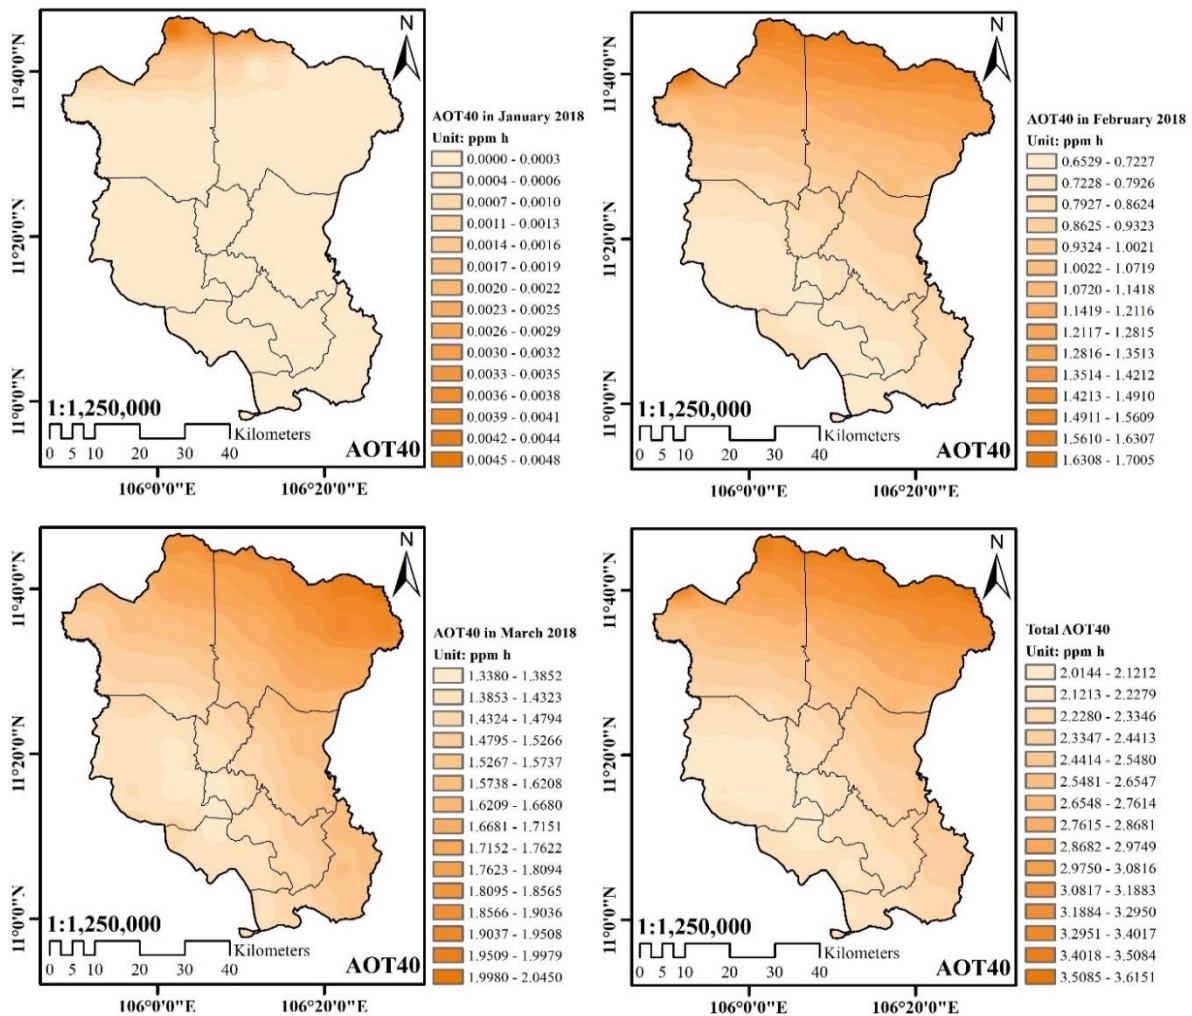 N
11°40'0"N
11°20'0"N
11°0'0"N
AOT40 in January 2018
Unit: ppm h
0.0000 - 0.0003
0.0004 - 0.0006
0.0007 - 0.0010
0.0011 - 0.0013
0.0014 - 0.0016
0.0017 - 0.0019
0.0020 - 0.0022
0.0023 - 0.0025
0.0026 - 0.0029
0.0030 - 0.0032
0.0033 - 0.0035
0.0036 - 0.0038
0.0039 - 0.0041
0.0042 - 0.0044
0.0045 - 0.0048
1:1,250,000
Kilometers
0 5 10 20 30 40
AOT40
106°0'0"E 106°20'0"E
N
11°40'0"N
11°20'0"N
11°0'0"N
AOT40 in February 2018
Unit: ppm h
0.6529 - 0.7227
0.7228 - 0.7926
0.7927 - 0.8624
0.8625 - 0.9323
0.9324 - 1.0021
1.0022 - 1.0719
1.0720 - 1.1418
1.1419 - 1.2116
1.2117 - 1.2815
1.2816 - 1.3513
1.3514 - 1.4212
1.4213 - 1.4910
1.4911 - 1.5609
1.5610 - 1.6307
1.6308 - 1.7005
1:1,250,000
Kilometers
0 5 10 20 30 40
AOT40
106°0'0"E 106°20'0"E
N
11°40'0"N
11°20'0"N
11°0'0"N
AOT40 in March 2018
Unit: ppm h
1.3380 - 1.3852
1.3853 - 1.4323
1.4324 - 1.4794
1.4795 - 1.5266
1.5267 - 1.5737
1.5738 - 1.6208
1.6209 - 1.6680
1.6681 - 1.7151
1.7152 - 1.7622
1.7623 - 1.8094
1.8095 - 1.8565
1.8566 - 1.9036
1.9037 - 1.9508
1.9509 - 1.9979
1.9980 - 2.0450
1:1,250,000
Kilometers
0 5 10 20 30 40
AOT40
106°0'0"E 106°20'0"E
N
11°40'0"N
11°20'0"N
11°0'0"N
Total AOT40
Unit: ppm h
2.0144 - 2.1212
2.1213 - 2.2279
2.2280 - 2.3346
2.3347 - 2.4413
2.4414 - 2.5480
2.5481 - 2.6547
2.6548 - 2.7614
2.7615 - 2.8681
2.8682 - 2.9749
2.9750 - 3.0816
3.0817 - 3.1883
3.1884 - 3.2950
3.2951 - 3.4017
3.4018 - 3.5084
3.5085 - 3.6151
1:1,250,000
Kilometers
0 5 10 20 30 40
AOT40
106°0'0"E 106°20'0"E